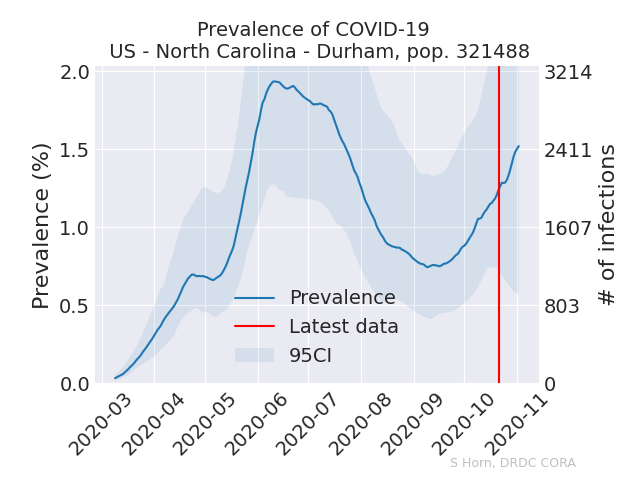 Prevalence of COVID-19
US - North Carolina - Durham, pop. 321488
2.0
1.5
1.0
0.5
0.0
Prevalence (%)
3214
2411
1607
803
0
# of infections
Prevalence
Latest data
95CI
2020-03
2020-04
2020-05
2020-06
2020-07
2020-08
2020-09
2020-10
2020-11
S Horn, DRDC CORA